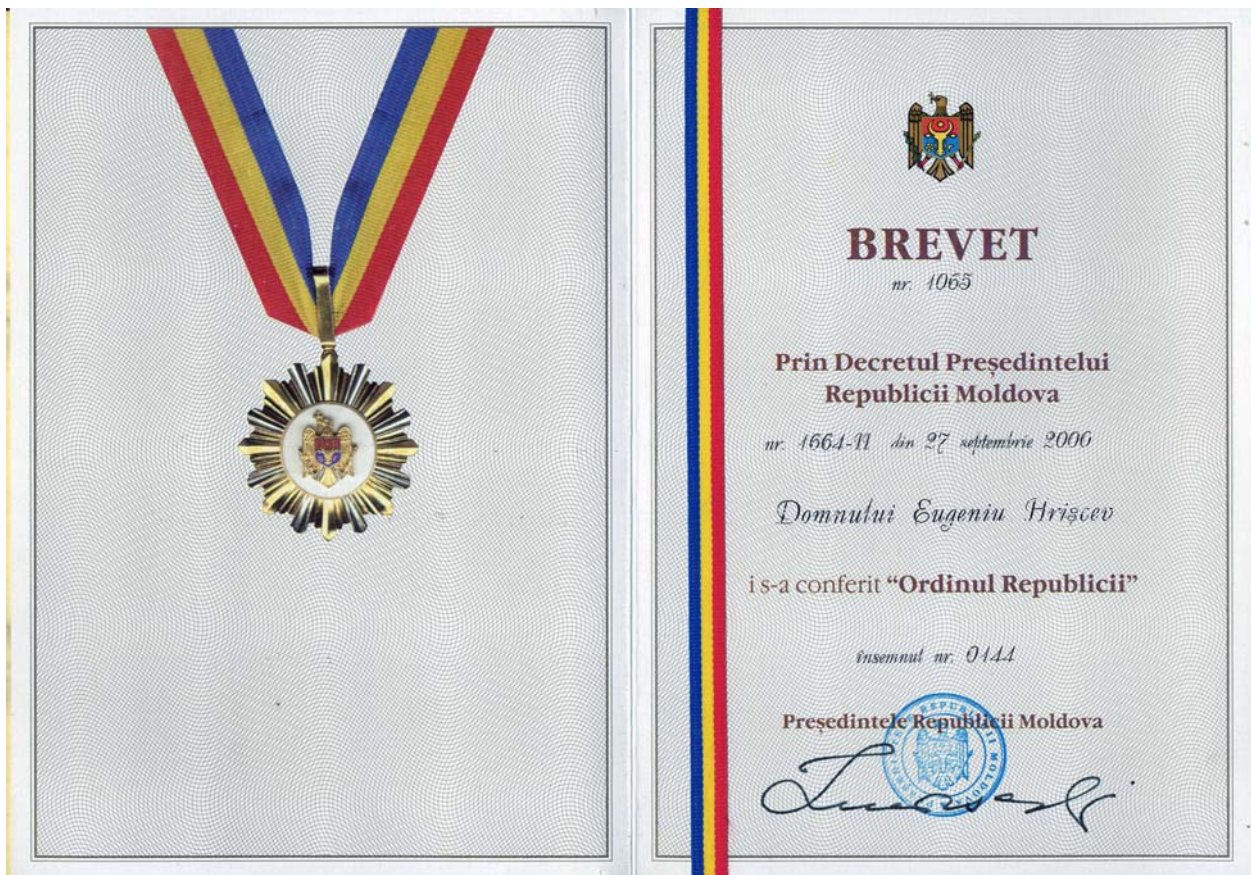 BREVET
nr. 1065
Prin Decretul Președintelui
Republicii Moldova
nr. 1664-II din 27 septembrie 2000
Domnului Eugeniu Hrișcev
i s-a conferit “Ordinul Republicii”
însemnul nr. 0144
Președintele Republicii Moldova